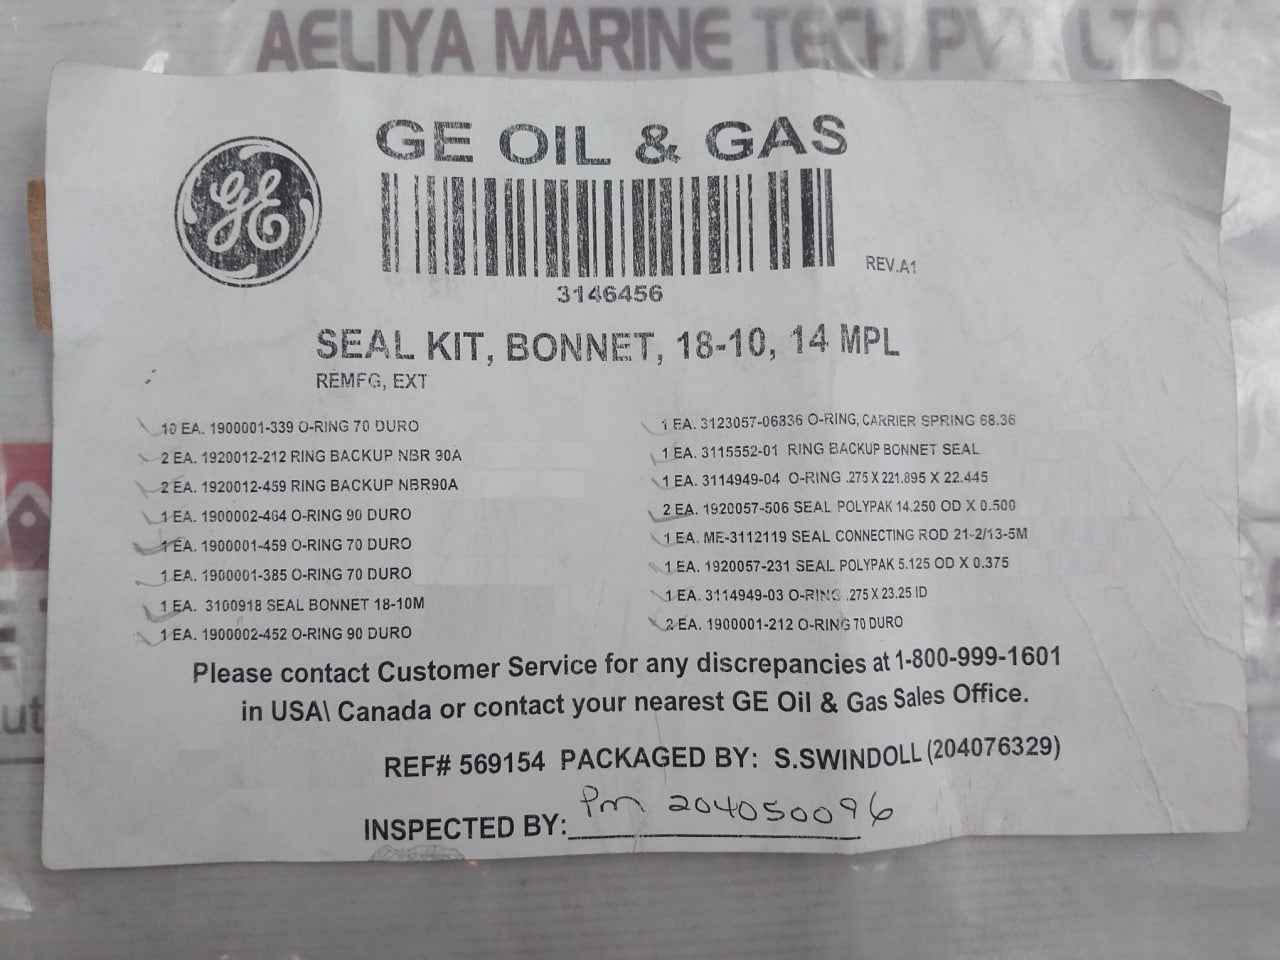 AELIYA MARINE TECH PVT. LTD.
GE OIL & GAS
GE
3146456
REV.A1
SEAL KIT, BONNET, 18-10, 14 MPL
REMFG, EXT
10 EA. 1900001-339 O-RING 70 DURO
2 EA. 1920012-212 RING BACKUP NBR 90A
2 EA. 1920012-459 RING BACKUP NBR90A
1 EA. 1900002-464 O-RING 90 DURO
1 EA. 1900001-459 O-RING 70 DURO
1 EA. 1900001-385 O-RING 70 DURO
1 EA. 3100918 SEAL BONNET 18-10M
1 EA. 1900002-452 O-RING 90 DURO
1 EA. 3123057-06836 O-RING, CARRIER SPRING 68.36
1 EA. 3115552-01 RING BACKUP BONNET SEAL
1 EA. 3114949-04 O-RING .275 X 221.895 X 22.445
2 EA. 1920057-506 SEAL POLYPAK 14.250 OD X 0.500
1 EA. ME-3112119 SEAL CONNECTING ROD 21-2/13-5M
1 EA. 1920057-231 SEAL POLYPAK 5.125 OD X 0.375
1 EA. 3114949-03 O-RING .275 X 23.25 ID
2 EA. 1900001-212 O-RING 70 DURO
Please contact Customer Service for any discrepancies at 1-800-999-1601
in USA\ Canada or contact your nearest GE Oil & Gas Sales Office.
REF# 569154 PACKAGED BY: S.SWINDOLL (204076329)
INSPECTED BY: Pm 204050096